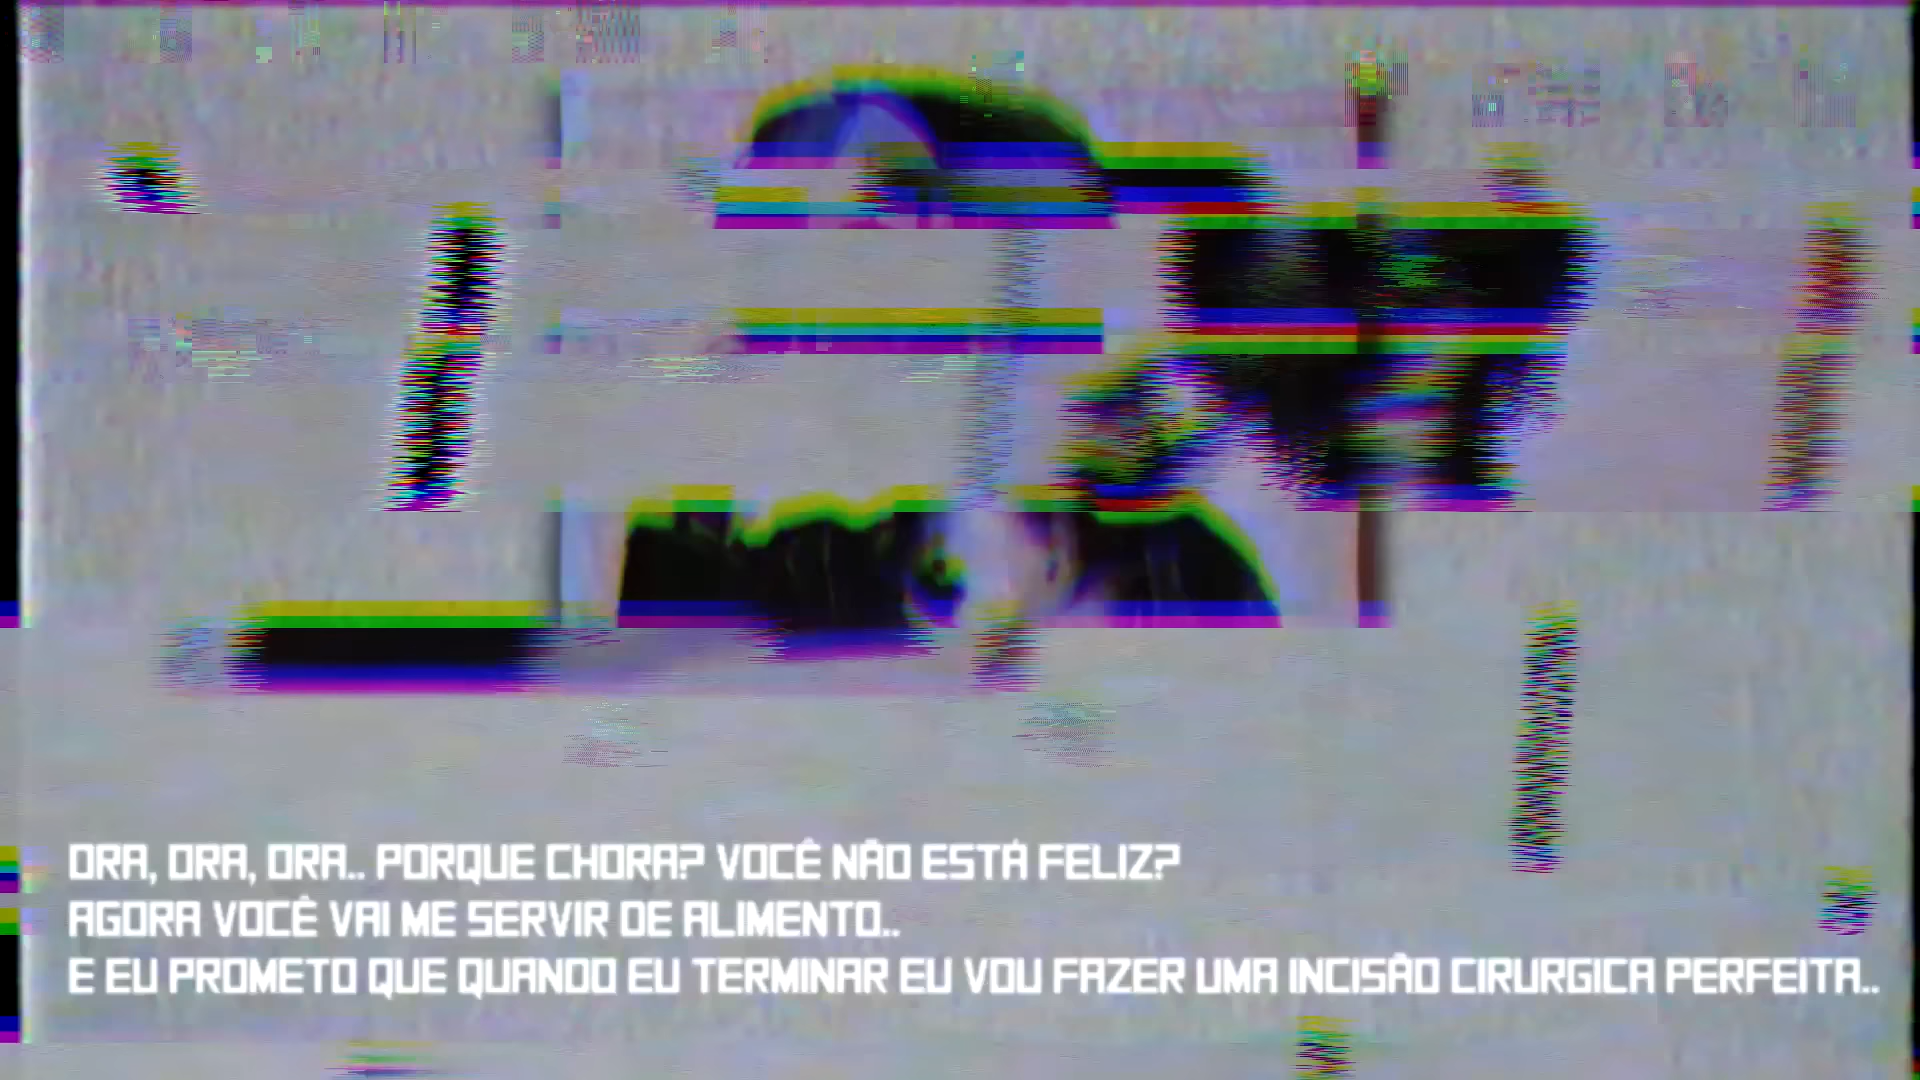 ORA, ORA, ORA.. PORQUE CHORA? VOCÊ NÃO ESTÁ FELIZ?
AGORA VOCÊ VAI ME SERVIR DE ALIMENTO..
E EU PROMETO QUE QUANDO EU TERMINAR EU VOU FAZER UMA INCISÃO CIRURGICA PERFEITA..